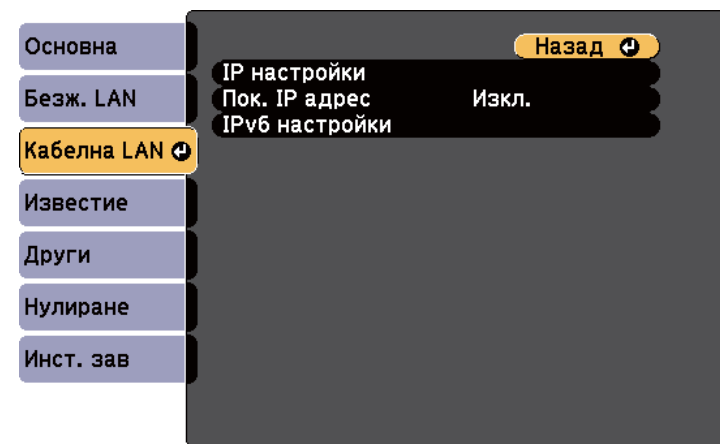 Основна
Безж. LAN
Кабелна LAN
Известие
Други
Нулиране
Инст. зав
Назад
IP настройки
Пок. IP адрес Изкл.
IPv6 настройки